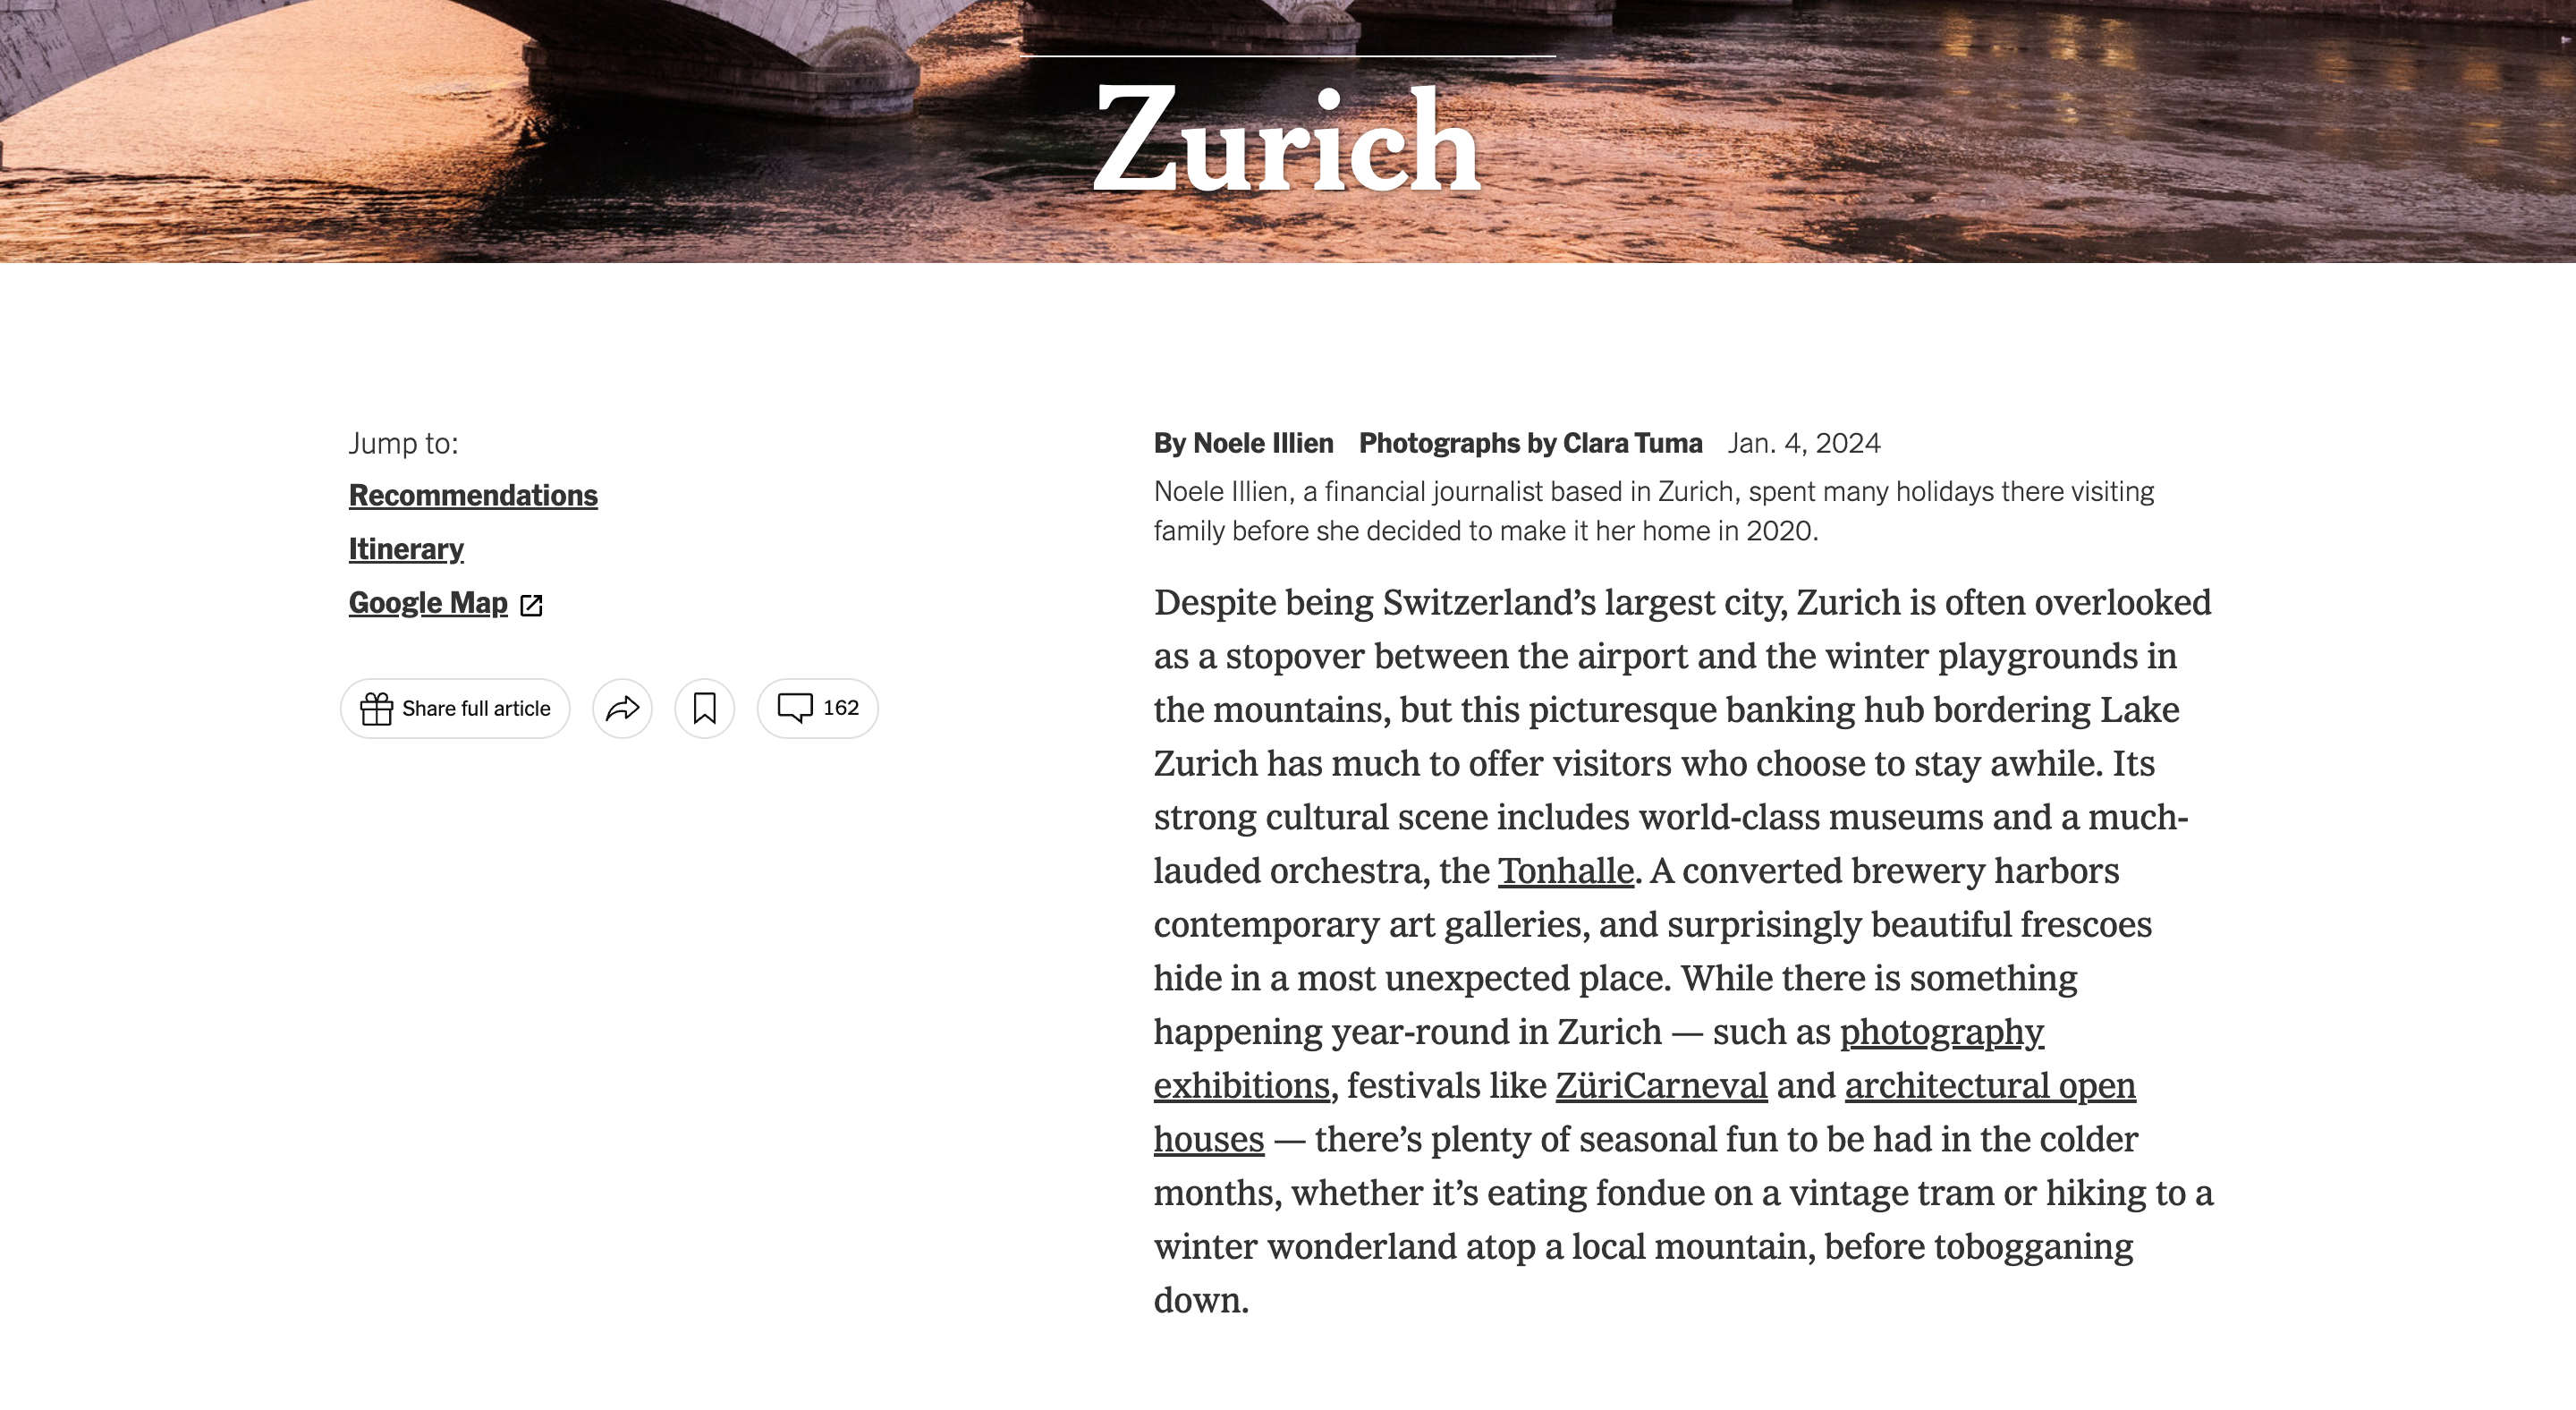 Zurich
Jump to:
Recommendations
Itinerary
Google Map
Share full article
162
By Noele Illien Photographs by Clara Tuma Jan. 4, 2024
Noele Illien, a financial journalist based in Zurich, spent many holidays there visiting
family before she decided to make it her home in 2020.
Despite being Switzerland’s largest city, Zurich is often overlooked
as a stopover between the airport and the winter playgrounds in
the mountains, but this picturesque banking hub bordering Lake
Zurich has much to offer visitors who choose to stay awhile. Its
strong cultural scene includes world-class museums and a much-
lauded orchestra, the Tonhalle. A converted brewery harbors
contemporary art galleries, and surprisingly beautiful frescoes
hide in a most unexpected place. While there is something
happening year-round in Zurich — such as photography
exhibitions, festivals like ZüriCarneval and architectural open
houses — there’s plenty of seasonal fun to be had in the colder
months, whether it’s eating fondue on a vintage tram or hiking to a
winter wonderland atop a local mountain, before tobogganing
down.